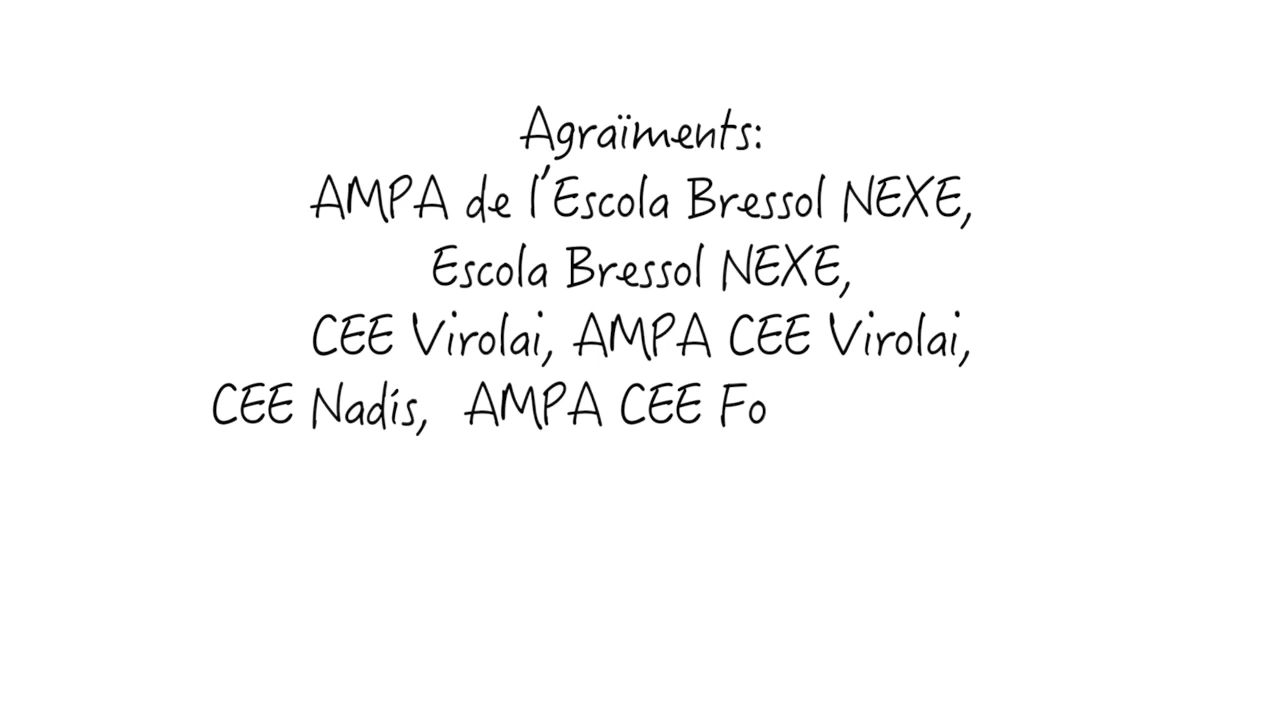 Agraïments:
AMPA de l'Escola Bressol NEXE,
Escola Bressol NEXE,
CEE Virolai, AMPA CEE Virolai,
CEE Nadís, AMPA CEE Fo